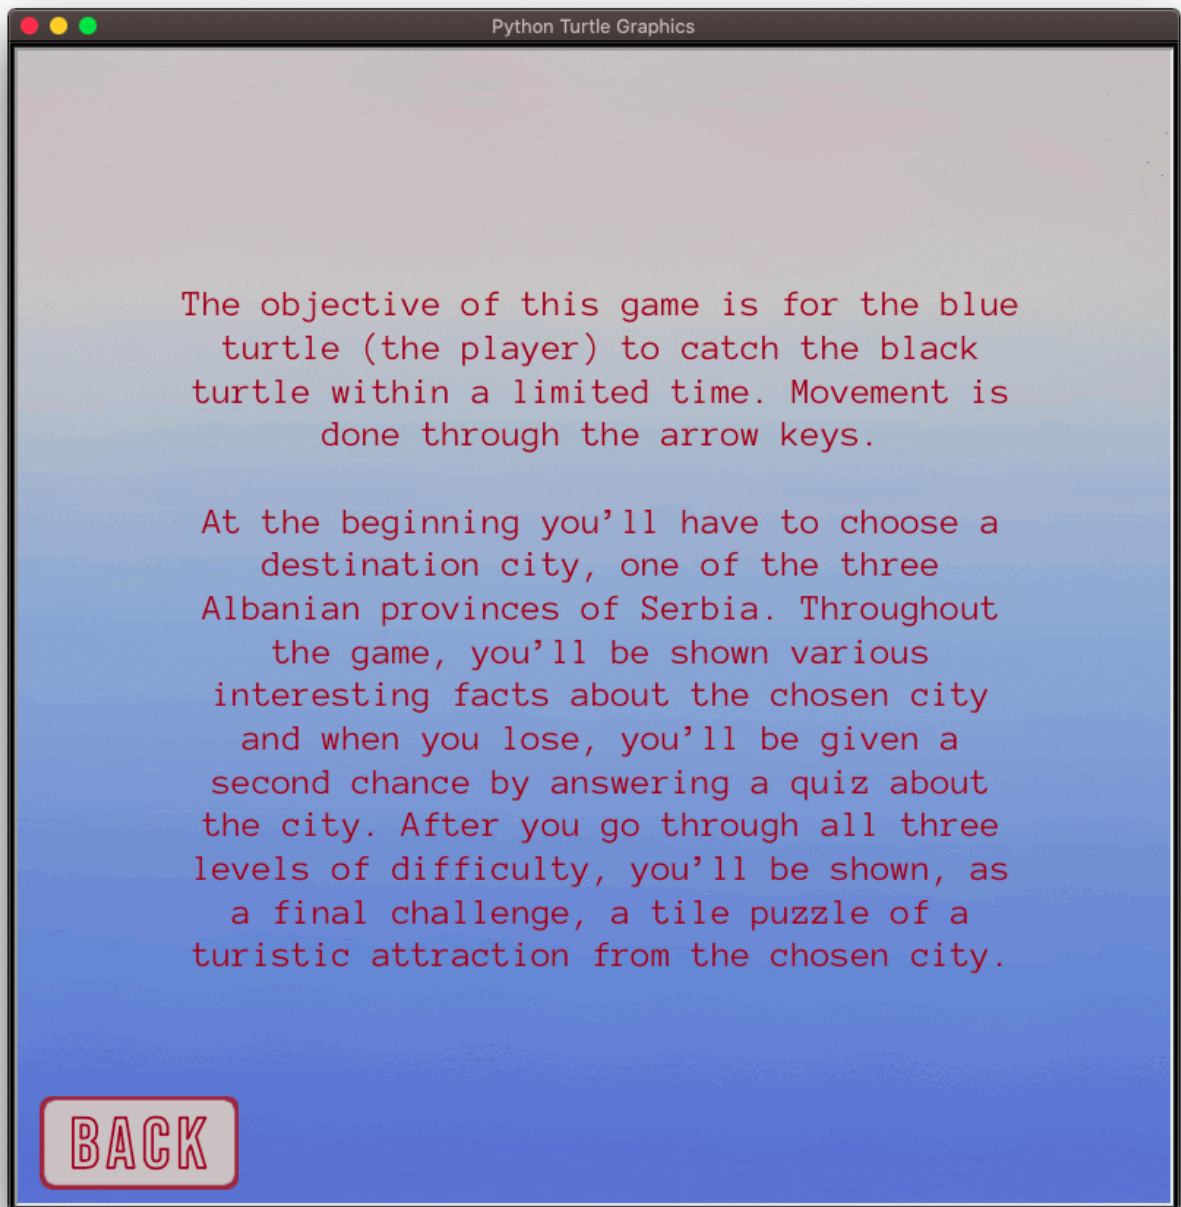 Python Turtle Graphics
The objective of this game is for the blue
turtle (the player) to catch the black
turtle within a limited time. Movement is
done through the arrow keys.
At the beginning you’ll have to choose a
destination city, one of the three
Albanian provinces of Serbia. Throughout
the game, you’ll be shown various
interesting facts about the chosen city
and when you lose, you’ll be given a
second chance by answering a quiz about
the city. After you go through all three
levels of difficulty, you’ll be shown, as
a final challenge, a tile puzzle of a
turistic attraction from the chosen city.
BACK